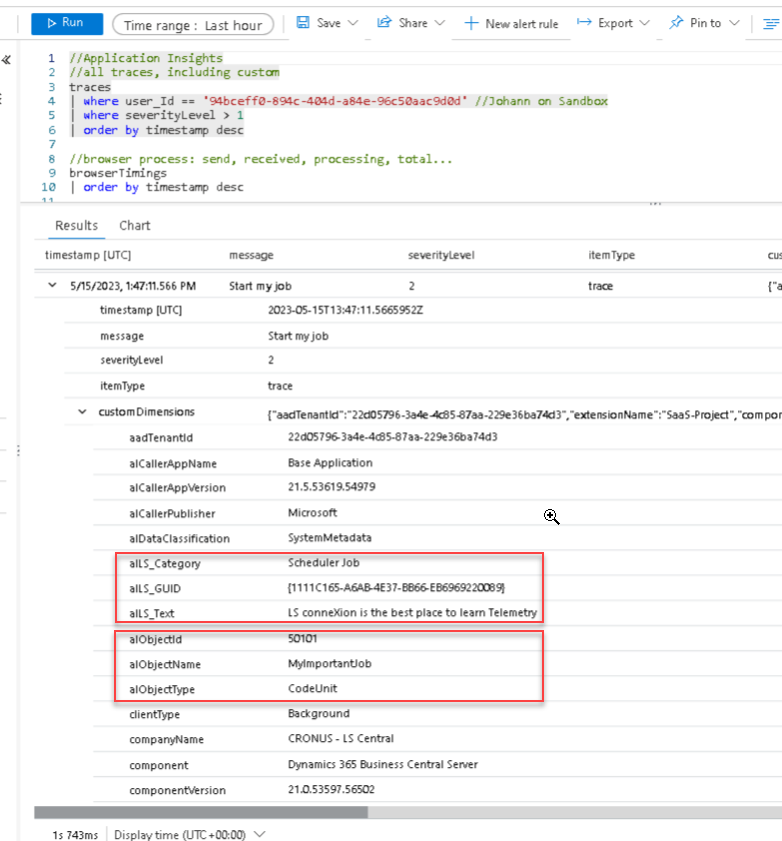 Run
Time range : Last hour
Save
Share
New alert rule
Export
Pin to
1 //Application Insights
2 //all traces, including custom
3 traces
4 | where user_Id == '94bceff0-894c-404d-a84e-96c50aac9d0d' //Johann on Sandbox
5 | where severityLevel > 1
6 | order by timestamp desc
7
8 //browser process: send, received, processing, total...
9 browserTimings
10 | order by timestamp desc
11
Results Chart
timestamp [UTC] message severityLevel itemType cus
5/15/2023, 1:47:11.566 PM Start my job 2 trace {"a
timestamp [UTC] 2023-05-15T13:47:11.5665952Z
message Start my job
severityLevel 2
itemType trace
customDimensions {"aadTenantId":"22d05796-3a4e-4c85-87aa-229e36ba74d3","extensionName":"SaaS-Project","compor
aadTenantId 22d05796-3a4e-4c85-87aa-229e36ba74d3
alCallerAppName Base Application
alCallerAppVersion 21.5.53619.54979
alCallerPublisher Microsoft
alDataClassification SystemMetadata
alLS_Category Scheduler Job
alLS_GUID {1111C165-A6AB-4E37-BB66-EB6969220089}
alLS_Text LS conneXion is the best place to learn Telemetry
alObjectId 50101
alObjectName MyImportantJob
alObjectType CodeUnit
clientType Background
companyName CRONUS - LS Central
component Dynamics 365 Business Central Server
componentVersion 21.0.53597.56502
1s 743ms Display time (UTC+00:00)